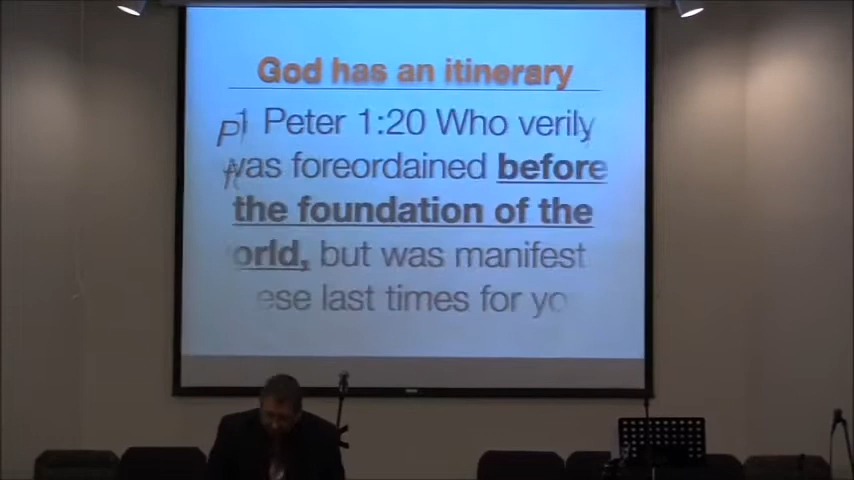 God has an itinerary
1 Peter 1:20 Who verily
was foreordained before
the foundation of the
world, but was manifest
these last times for you